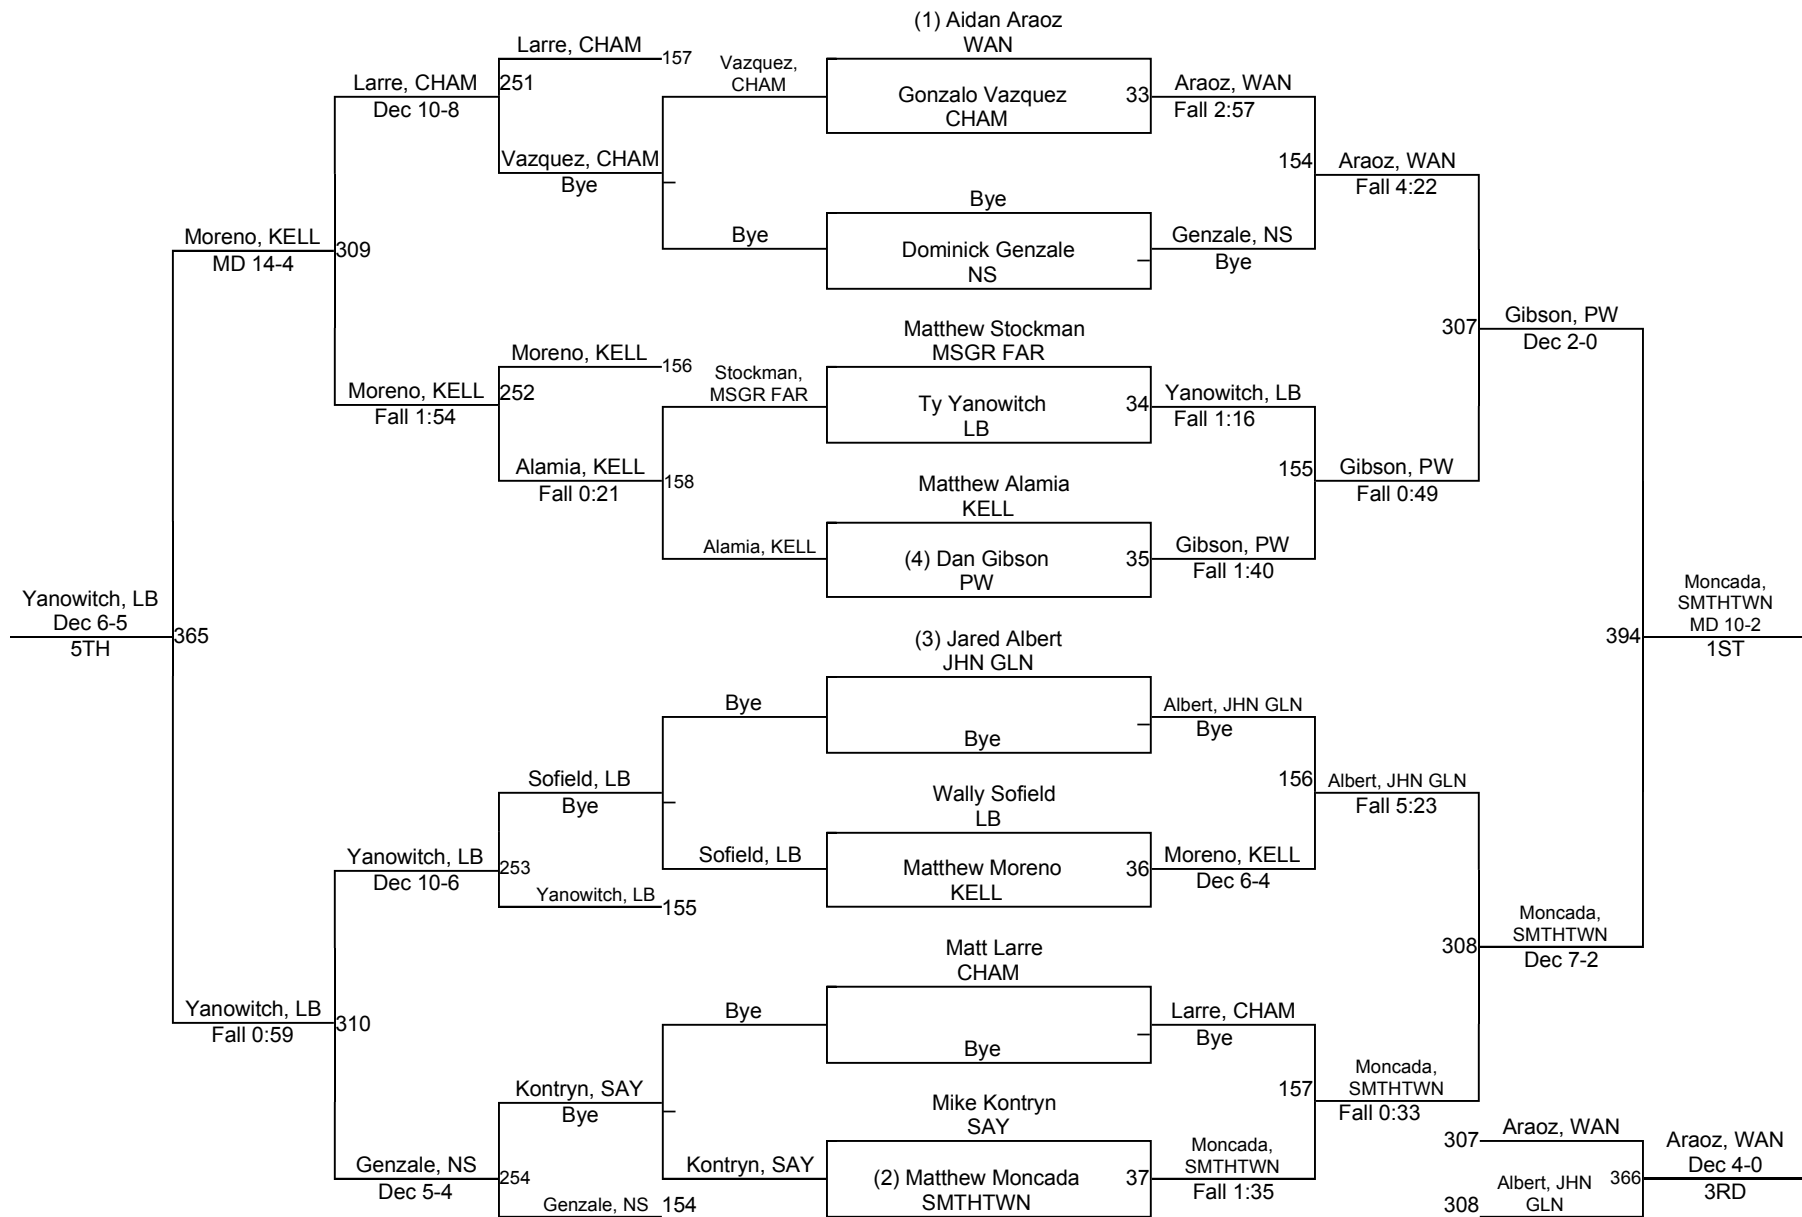 (1) Aidan Araoz
WAN
Larre, CHAM
157
Vazquez,
CHAM
Larre, CHAM
251
Dec 10-8
Gonzalo Vazquez
CHAM
33
Araoz, WAN
Fall 2:57
Vazquez, CHAM
Bye
154
Araoz, WAN
Fall 4:22
Bye
Moreno, KELL
MD 14-4
309
Bye
Dominick Genzale
NS
Genzale, NS
Bye
Matthew Stockman
MSGR FAR
307
Gibson, PW
Dec 2-0
Moreno, KELL
156
Stockman,
MSGR FAR
Moreno, KELL
252
Fall 1:54
Ty Yanowitch
LB
34
Yanowitch, LB
Fall 1:16
Alamia, KELL
158
Fall 0:21
Matthew Alamia
KELL
155
Gibson, PW
Fall 0:49
Alamia, KELL
(4) Dan Gibson
PW
35
Gibson, PW
Fall 1:40
Yanowitch, LB
Dec 6-5
365
5TH
(3) Jared Albert
JHN GLN
394
Moncada,
SMTHTWN
MD 10-2
1ST
Bye
Bye
Albert, JHN GLN
Bye
Sofield, LB
Bye
Wally Sofield
LB
156
Albert, JHN GLN
Fall 5:23
Yanowitch, LB
253
Dec 10-6
Sofield, LB
Matthew Moreno
KELL
36
Moreno, KELL
Dec 6-4
Yanowitch, LB
155
Matt Larre
CHAM
308
Moncada,
SMTHTWN
Dec 7-2
Yanowitch, LB
310
Fall 0:59
Bye
Bye
Larre, CHAM
Bye
Kontryn, SAY
Bye
Mike Kontryn
SAY
157
Moncada,
SMTHTWN
Fall 0:33
Genzale, NS
254
Dec 5-4
Kontryn, SAY
(2) Matthew Moncada
SMTHTWN
37
Moncada,
SMTHTWN
Fall 1:35
Genzale, NS
154
307
Araoz, WAN
308
Albert, JHN
GLN
366
Araoz, WAN
Dec 4-0
3RD